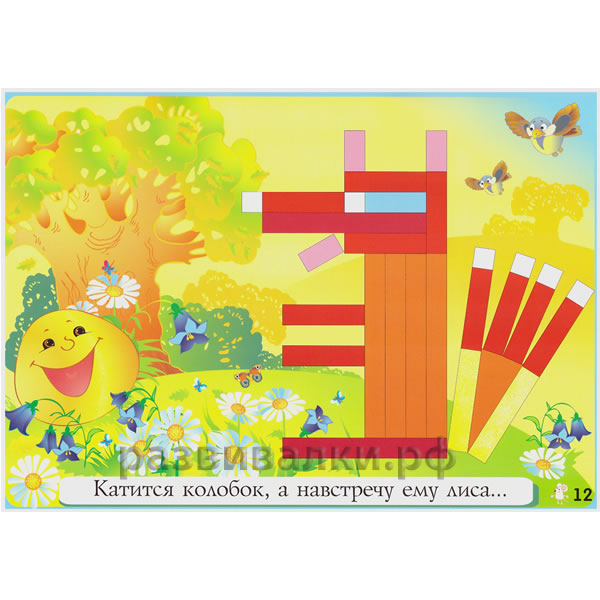 развивалки.рф
Катится колобок, а навстречу ему лиса...
12